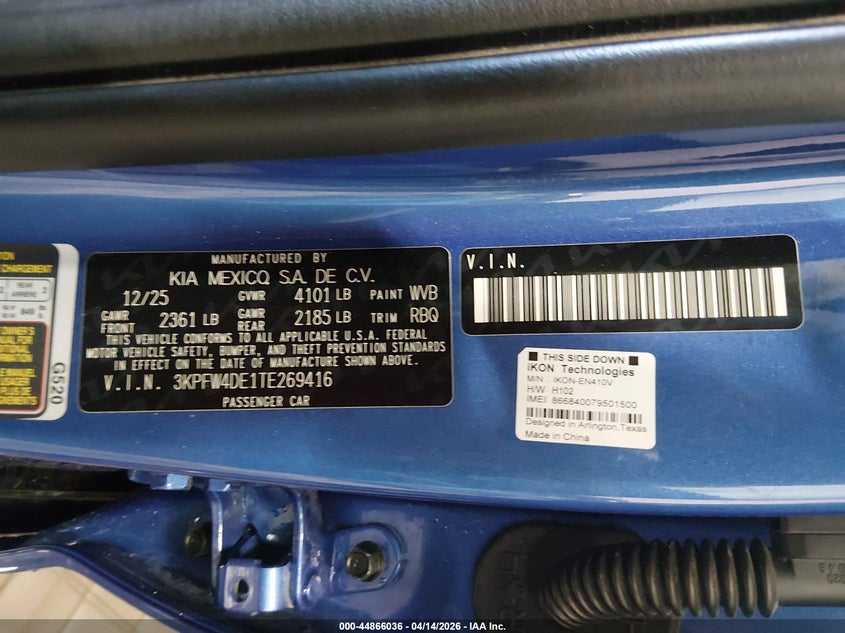 MANUFACTURED BY
KIA MEXICO, S.A. DE C.V.
12/25 GVWR 4101 LB PAINT WVB
GAWR FRONT 2361 LB GAWR REAR 2185 LB TRIM RBQ
THIS VEHICLE CONFORMS TO ALL APPLICABLE U.S.A. FEDERAL
MOTOR VEHICLE SAFETY, BUMPER, AND THEFT PREVENTION STANDARDS
IN EFFECT ON THE DATE OF MANUFACTURE SHOWN ABOVE.
V.I.N. 3KPFW4DE1TE269416
PASSENGER CAR
V.I.N.
THIS SIDE DOWN
iKON Technologies
M/N: IKON-EN410V
H/W: H102
IMEI: 866840079501500
Designed in Arlington, Texas
Made in China
G520
REAR
000-44866036 - 04/14/2026 - IAA Inc.